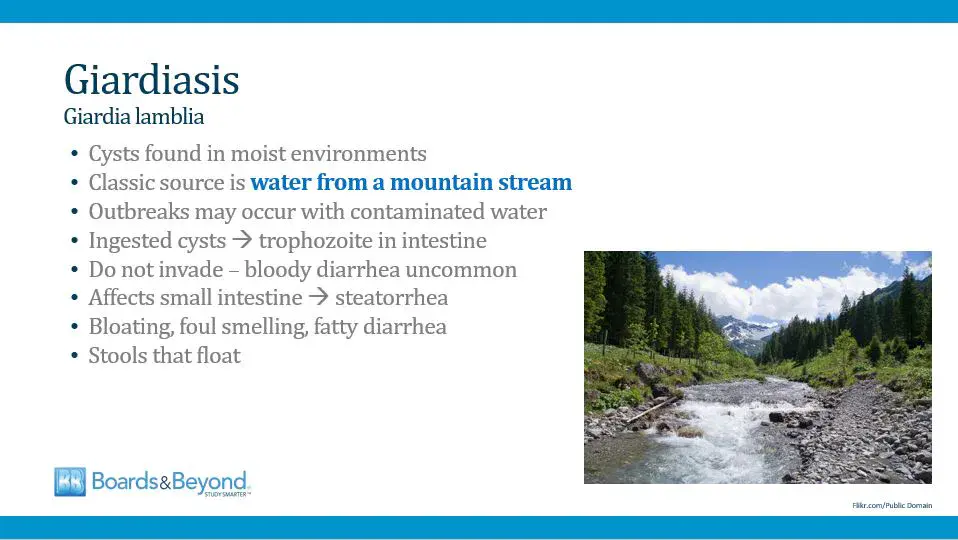 Giardiasis
Giardia lamblia
• Cysts found in moist environments
• Classic source is water from a mountain stream
• Outbreaks may occur with contaminated water
• Ingested cysts → trophozoite in intestine
• Do not invade – bloody diarrhea uncommon
• Affects small intestine → steatorrhea
• Bloating, foul smelling, fatty diarrhea
• Stools that float
BB Boards&Beyond
STUDY SMARTER™
Flikr.com/Public Domain